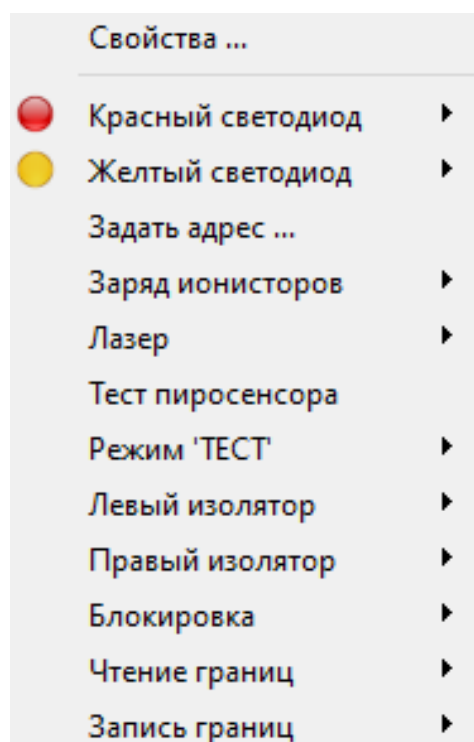 Свойства ...
Красный светодиод
Желтый светодиод
Задать адрес ...
Заряд ионисторов
Лазер
Тест пиросенсора
Режим 'ТЕСТ'
Левый изолятор
Правый изолятор
Блокировка
Чтение границ
Запись границ